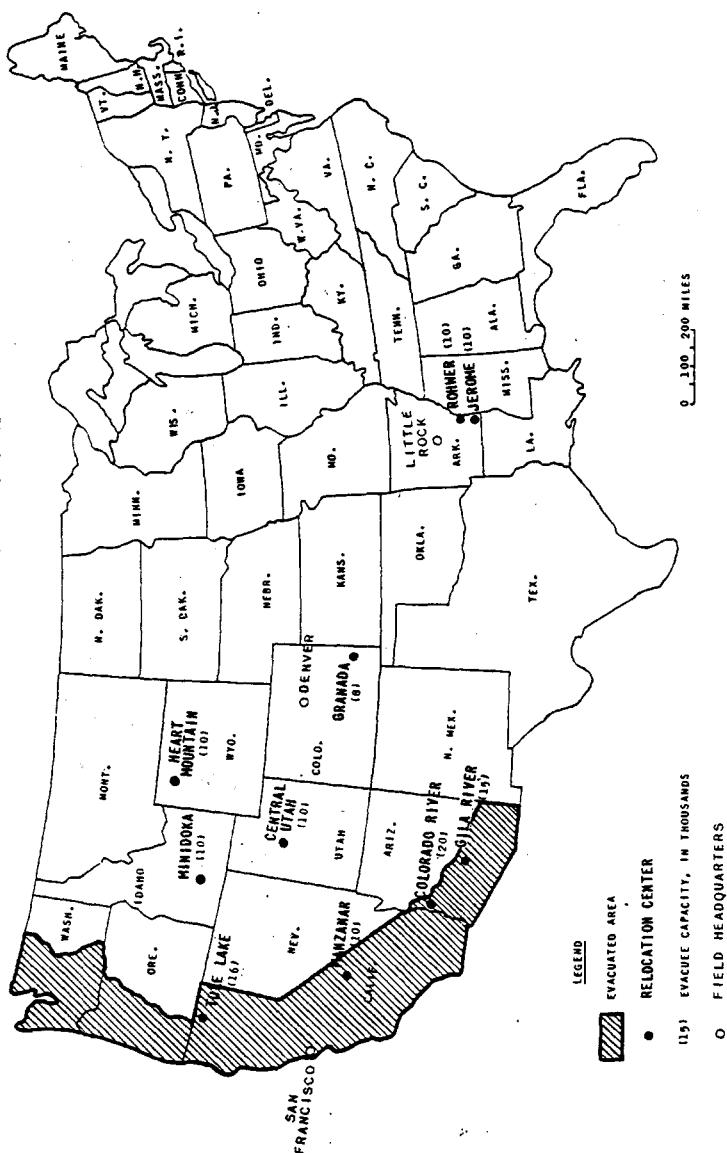 WASH.
ORE.
CALIF.
NEV.
IDAHO
MONT.
WYO.
UTAH
ARIZ.
COLO.
N. MEX.
N. DAK.
S. DAK.
NEBR.
KANS.
OKLA.
TEX.
MINN.
IOWA
MO.
ARK.
LA.
WIS.
ILL.
MICH.
IND.
OHIO
KY.
TENN.
MISS.
ALA.
GA.
FLA.
S. C.
N. C.
VA.
W.VA.
PA.
MD.
DEL.
N.J.
N. Y.
CONN.
R.I.
MASS.
VT.
N.H.
MAINE
SAN
FRANCISCO
TULE LAKE
(16)
MANZANAR
(10)
MINIDOKA
(10)
HEART
MOUNTAIN
(10)
CENTRAL
UTAH
(10)
COLORADO RIVER
(20)
GILA RIVER
(15)
DENVER
GRANADA
(8)
LITTLE
ROCK
ROHWER
(10)
JEROME
(10)
0 100 200 MILES
LEGEND
EVACUATED AREA
RELOCATION CENTER
(15) EVACUEE CAPACITY, IN THOUSANDS
FIELD HEADQUARTERS